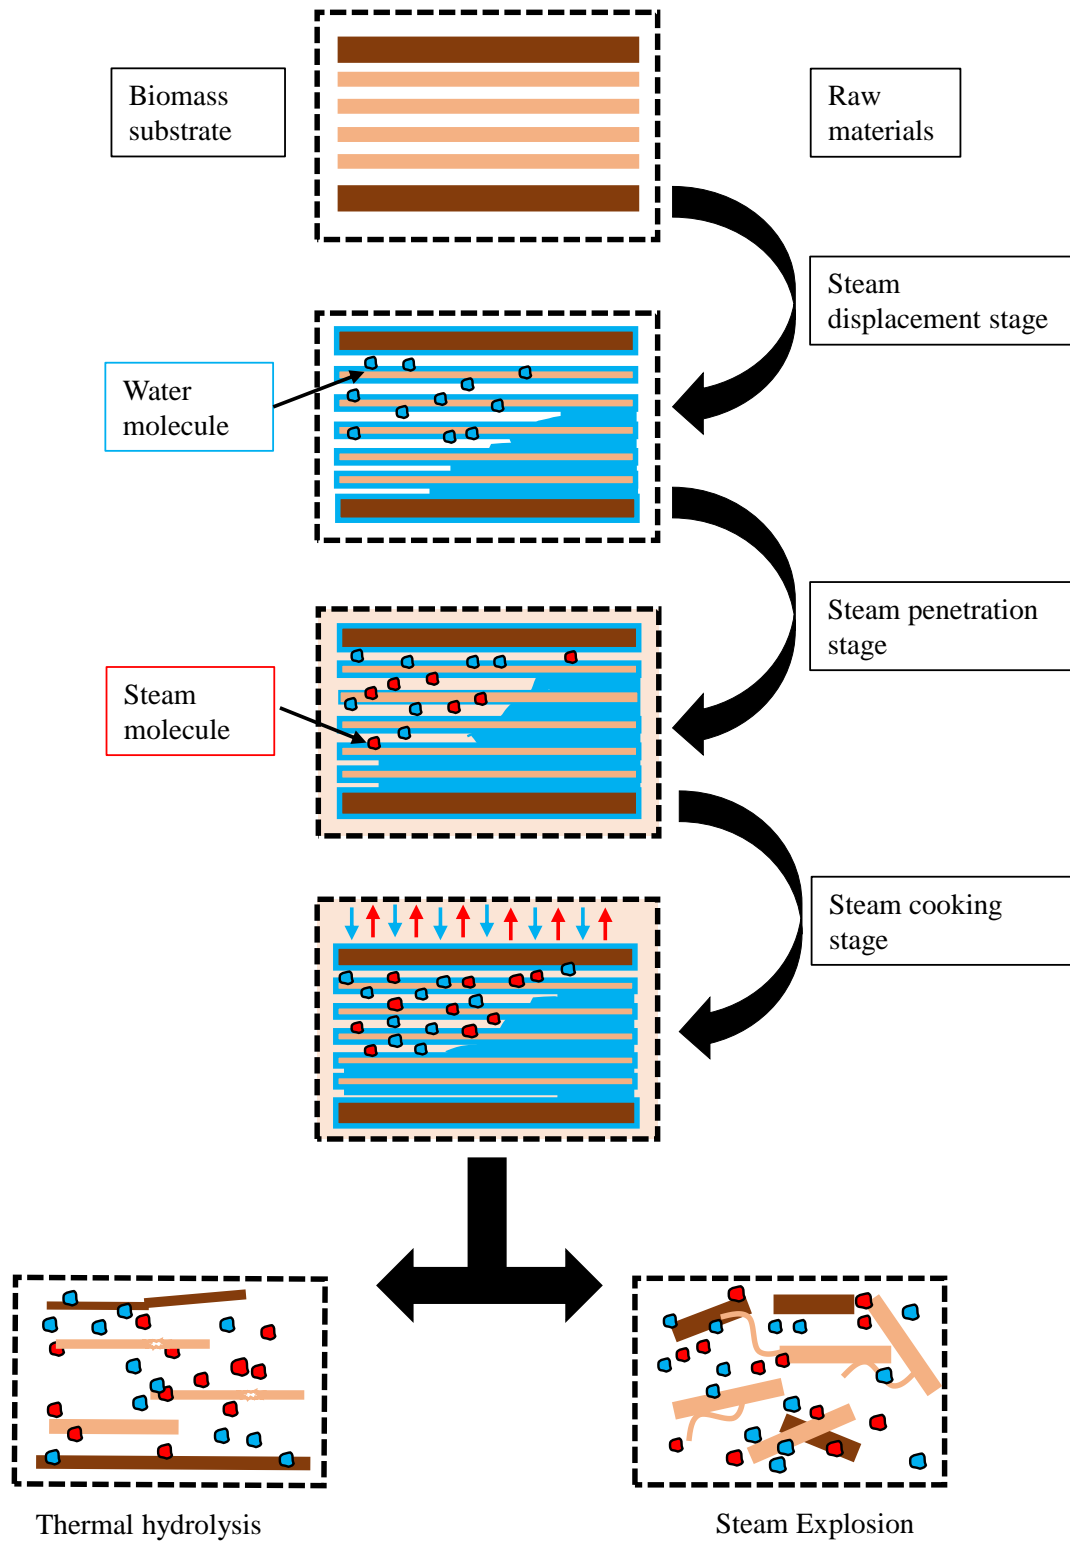 Biomass
substrate
Raw
materials
Steam
displacement stage
Water
molecule
Steam penetration
stage
Steam
molecule
Steam cooking
stage
Thermal hydrolysis
Steam Explosion